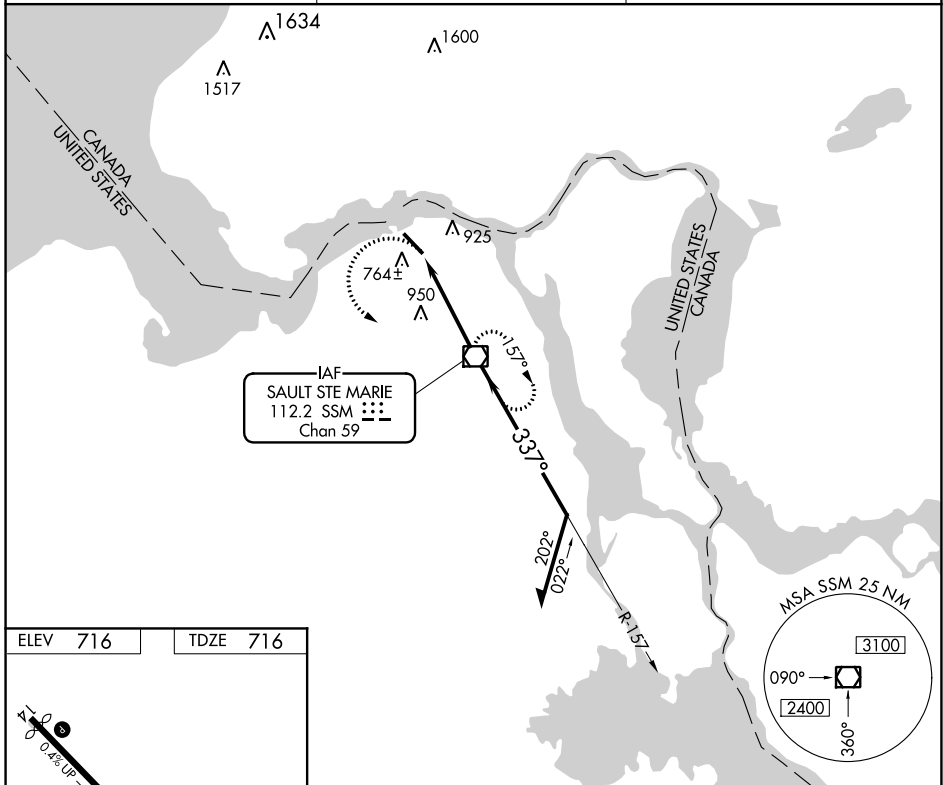 1634
1600
1517
CANADA
UNITED STATES
925
764±
950
UNITED STATES
CANADA
157°
IAF
SAULT STE MARIE
112.2 SSM
Chan 59
337°
202°
022°
R-157
MSA SSM 25 NM
3100
090°
2400
360°
ELEV 716
TDZE 716
14
P
0.4% UP